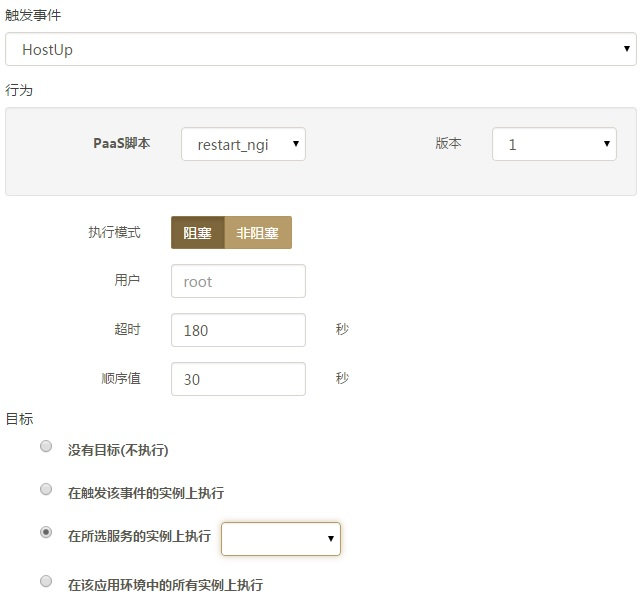 触发事件
HostUp
行为
PaaS脚本 restart_ngi 版本 1
执行模式 阻塞 非阻塞
用户 root
超时 180 秒
顺序值 30 秒
目标
没有目标(不执行)
在触发该事件的实例上执行
在所选服务的实例上执行
在该应用环境中的所有实例上执行